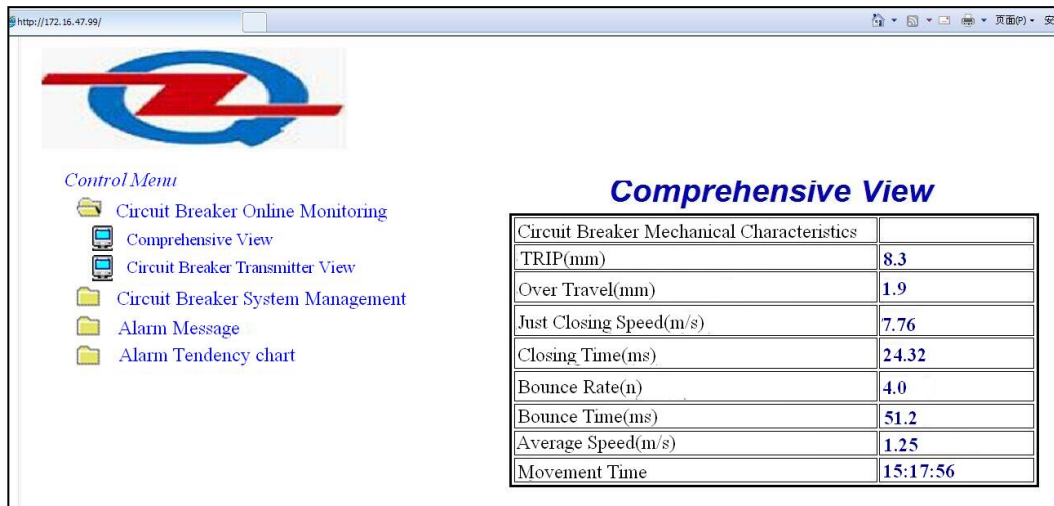 http://172.16.47.99/
页面(P)
Control Menu
Circuit Breaker Online Monitoring
Comprehensive View
Circuit Breaker Transmitter View
Circuit Breaker System Management
Alarm Message
Alarm Tendency chart
Comprehensive View
Circuit Breaker Mechanical Characteristics
TRIP(mm) 8.3
Over Travel(mm) 1.9
Just Closing Speed(m/s) 7.76
Closing Time(ms) 24.32
Bounce Rate(n) 4.0
Bounce Time(ms) 51.2
Average Speed(m/s) 1.25
Movement Time 15:17:56